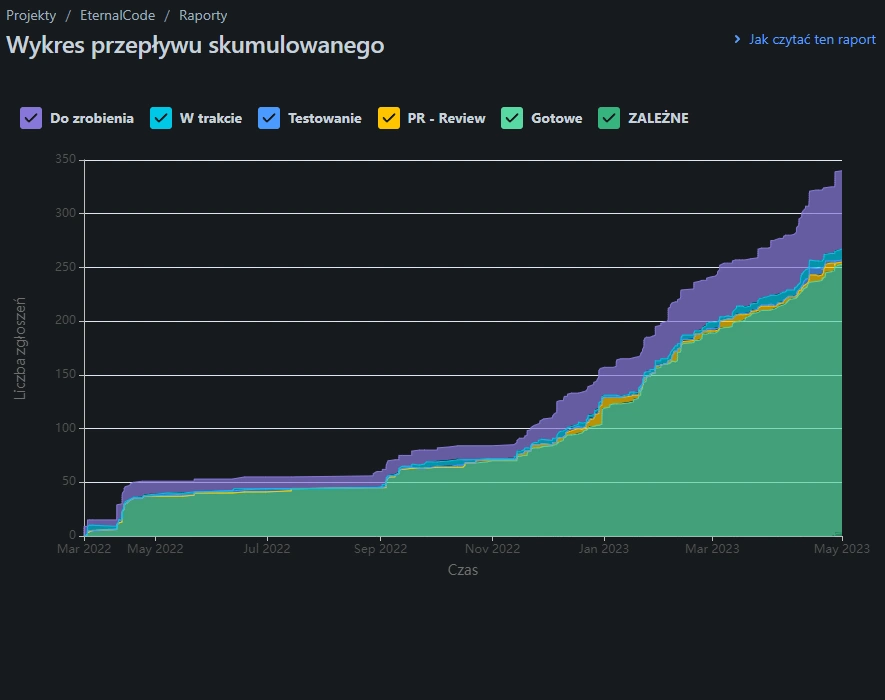 Projekty / EternalCode / Raporty
Wykres przepływu skumulowanego
Jak czytać ten raport
Do zrobienia W trakcie Testowanie PR - Review Gotowe ZALEŻNE
350
300
250
200
150
100
50
0
Liczba zgłoszeń
Mar 2022 May 2022 Jul 2022 Sep 2022 Nov 2022 Jan 2023 Mar 2023 May 2023
Czas